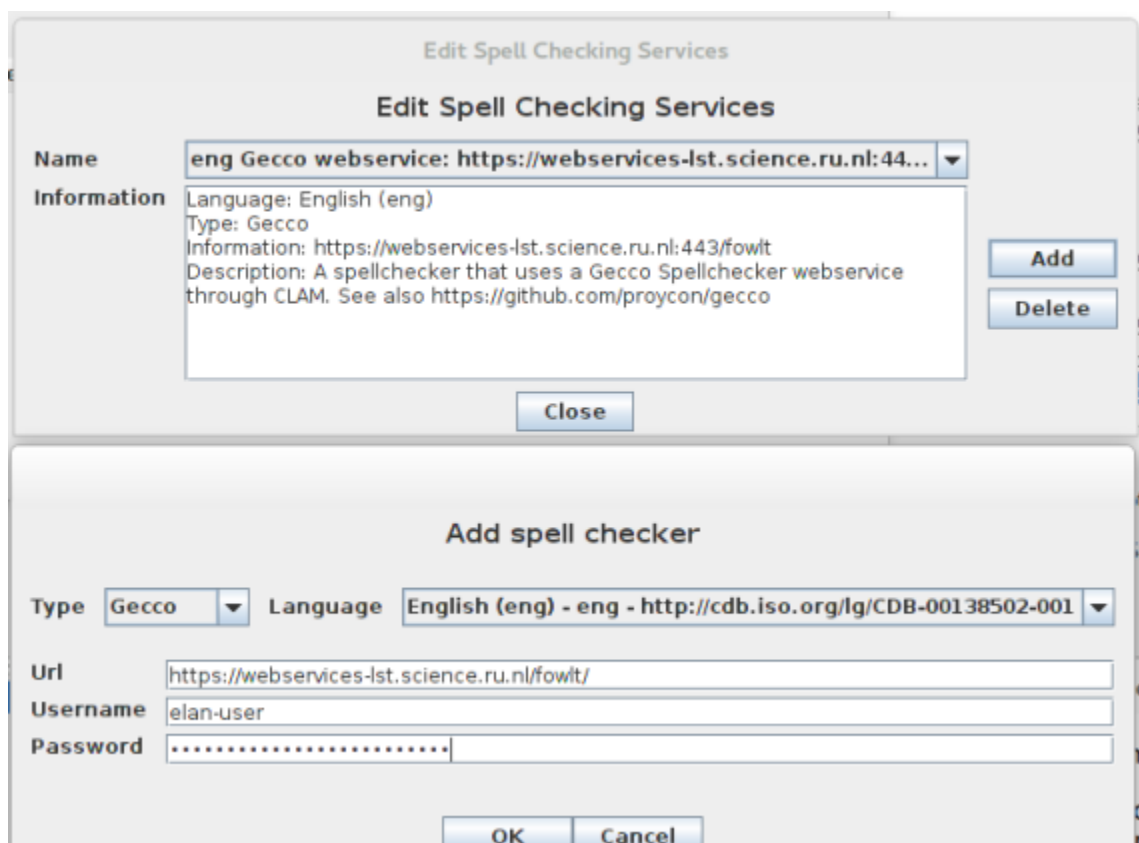 Edit Spell Checking Services
Edit Spell Checking Services
Name eng Gecco webservice: https://webservices-lst.science.ru.nl:44...
Information Language: English (eng)
Type: Gecco
Information: https://webservices-lst.science.ru.nl:443/fowlt
Description: A spellchecker that uses a Gecco Spellchecker webservice
through CLAM. See also https://github.com/proycon/gecco
Add
Delete
Close
Add spell checker
Type Gecco Language English (eng) - eng - http://cdb.iso.org/lg/CDB-00138502-001
Url https://webservices-lst.science.ru.nl/fowlt/
Username elan-user
Password
OK Cancel